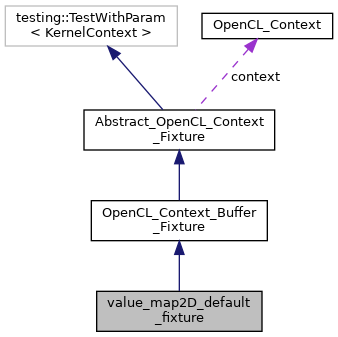 testing::TestWithParam
< KernelContext >
OpenCL_Context
context
Abstract_OpenCL_Context
_Fixture
OpenCL_Context_Buffer
_Fixture
value_map2D_default
_fixture